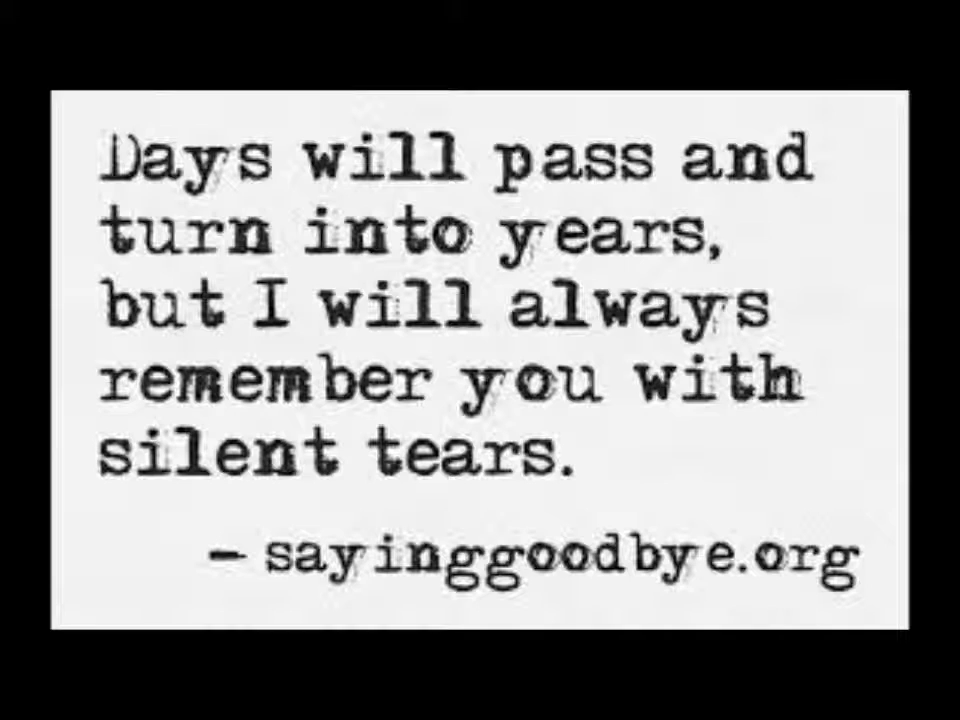 Days will pass and
turn into years,
but I will always
remember you with
silent tears.
- sayinggoodbye.org